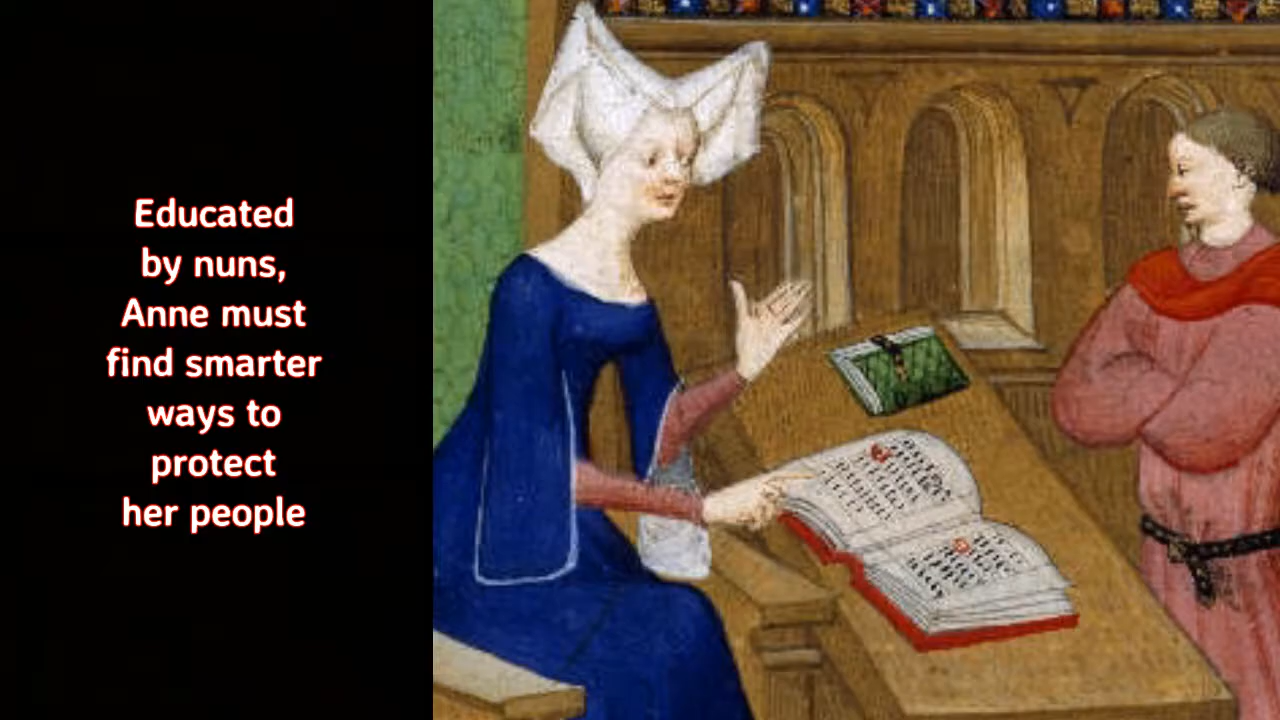 Educated
by nuns,
Anne must
find smarter
ways to
protect
her people